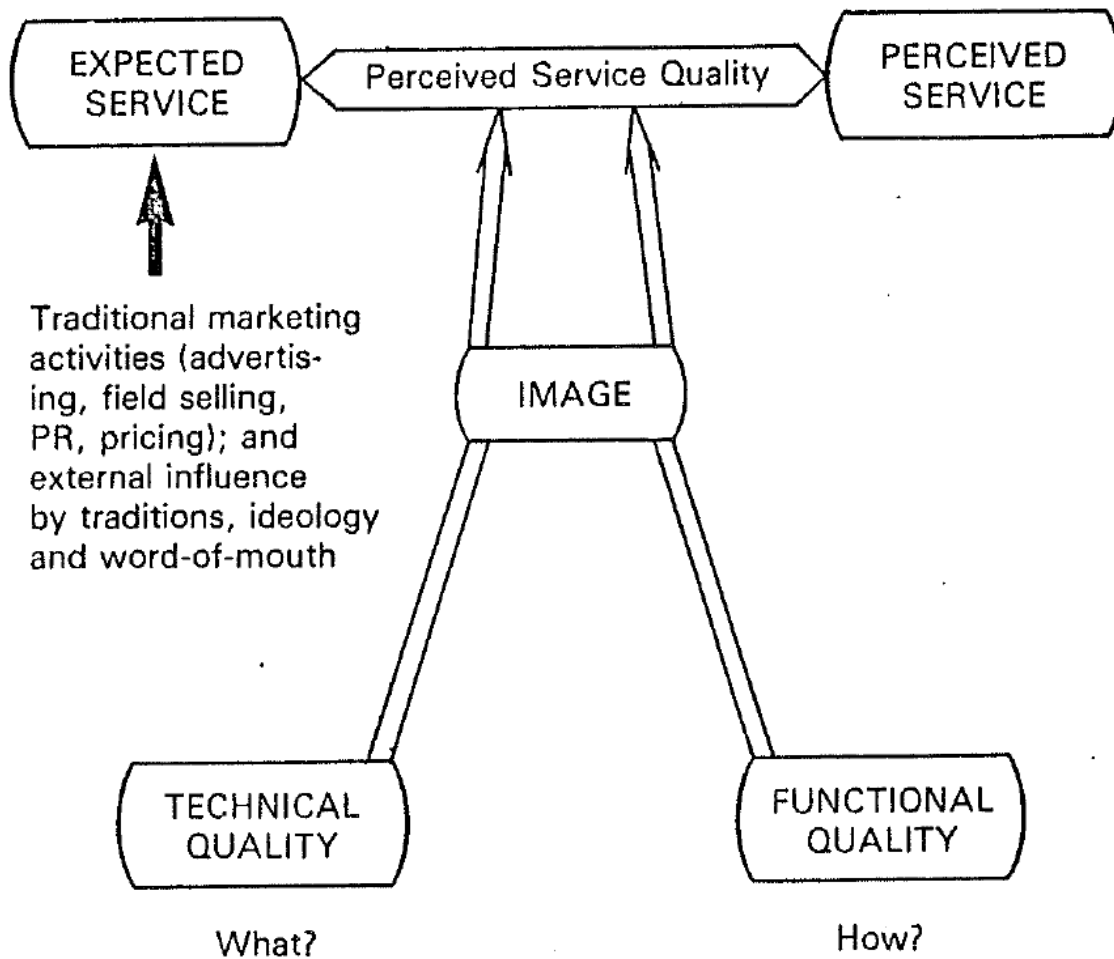 EXPECTED
SERVICE
Perceived Service Quality
PERCEIVED
SERVICE
Traditional marketing
activities (advertis-
ing, field selling,
PR, pricing); and
external influence
by traditions, ideology
and word-of-mouth
IMAGE
TECHNICAL
QUALITY
FUNCTIONAL
QUALITY
What?
How?